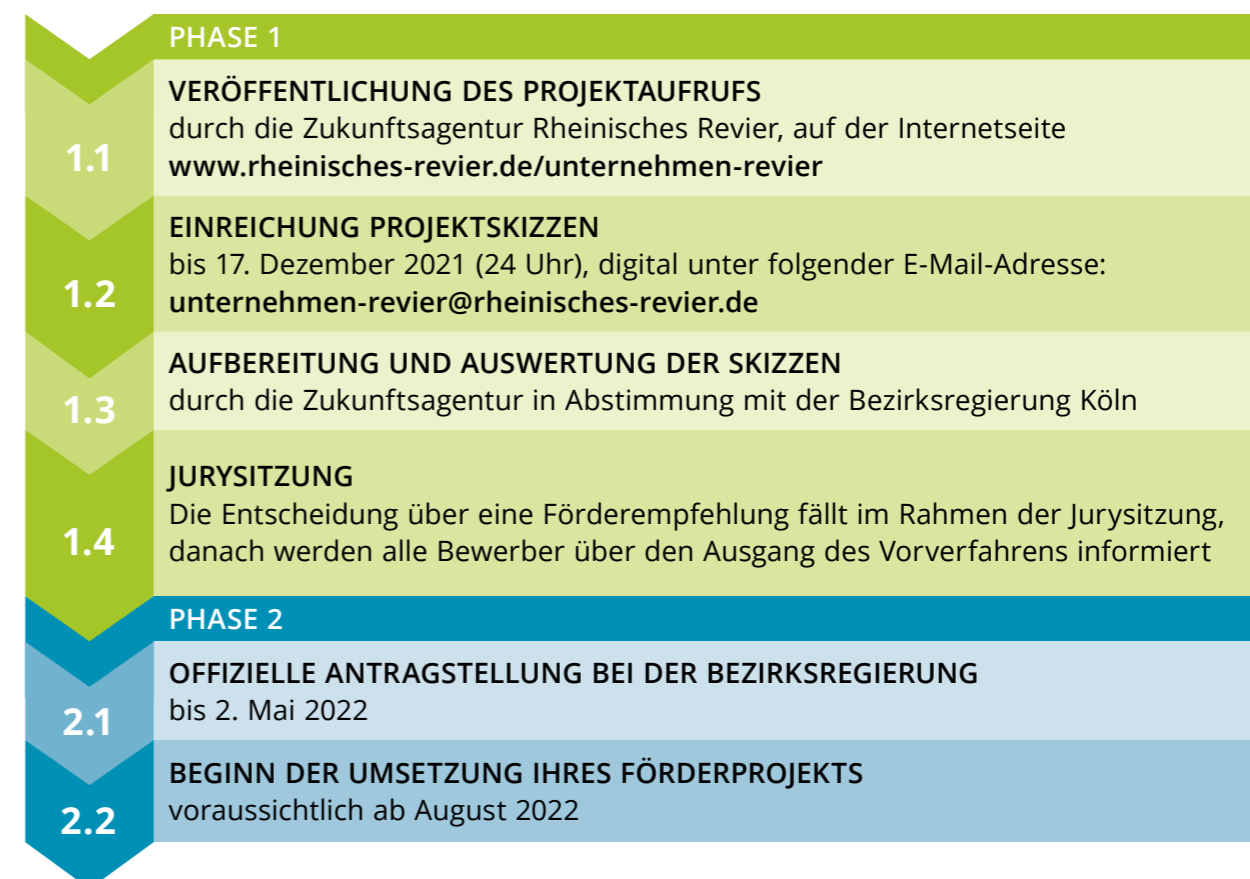 PHASE 1
1.1
VERÖFFENTLICHUNG DES PROJEKTAUFRUFS
durch die Zukunftsagentur Rheinisches Revier, auf der Internetseite
www.rheinisches-revier.de/unternehmen-revier
1.2
EINREICHUNG PROJEKTSKIZZEN
bis 17. Dezember 2021 (24 Uhr), digital unter folgender E-Mail-Adresse:
unternehmen-revier@rheinisches-revier.de
1.3
AUFBEREITUNG UND AUSWERTUNG DER SKIZZEN
durch die Zukunftsagentur in Abstimmung mit der Bezirksregierung Köln
1.4
JURYSITZUNG
Die Entscheidung über eine Förderempfehlung fällt im Rahmen der Jurysitzung,
danach werden alle Bewerber über den Ausgang des Vorverfahrens informiert
PHASE 2
2.1
OFFIZIELLE ANTRAGSTELLUNG BEI DER BEZIRKSREGIERUNG
bis 2. Mai 2022
2.2
BEGINN DER UMSETZUNG IHRES FÖRDERPROJEKTS
voraussichtlich ab August 2022